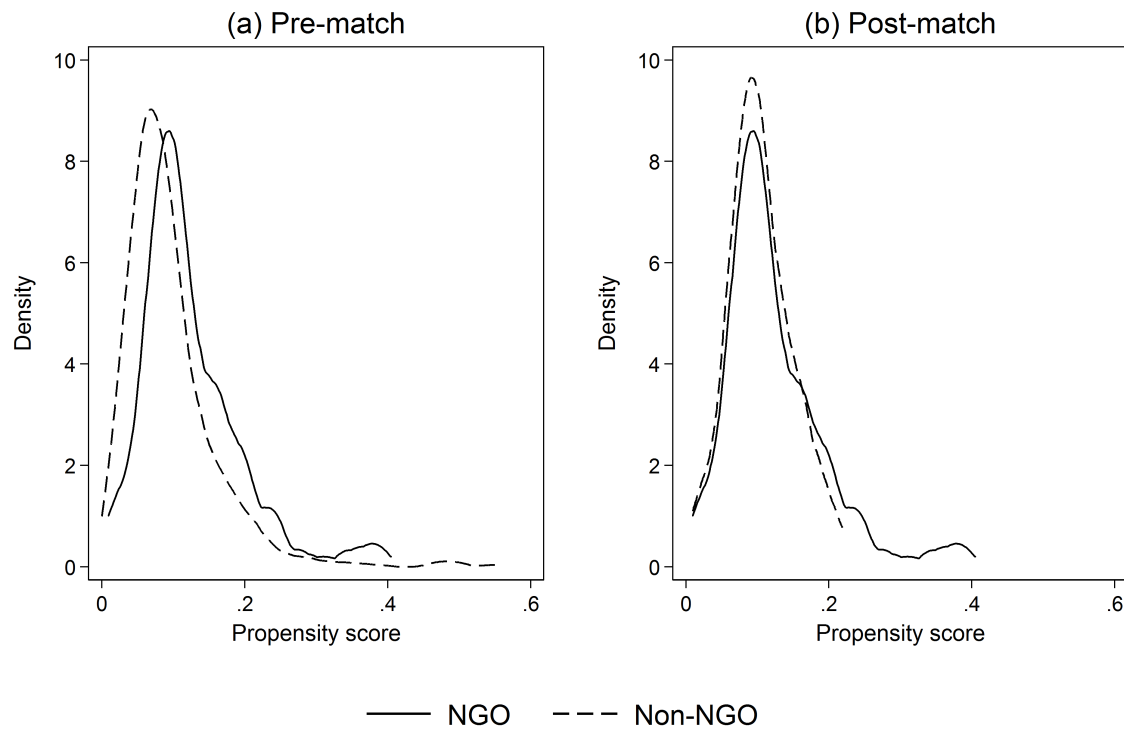 (a) Pre-match
10
8
6
4
2
0
Density
0 .2 .4 .6
Propensity score
(b) Post-match
10
8
6
4
2
0
Density
0 .2 .4 .6
Propensity score
NGO Non-NGO